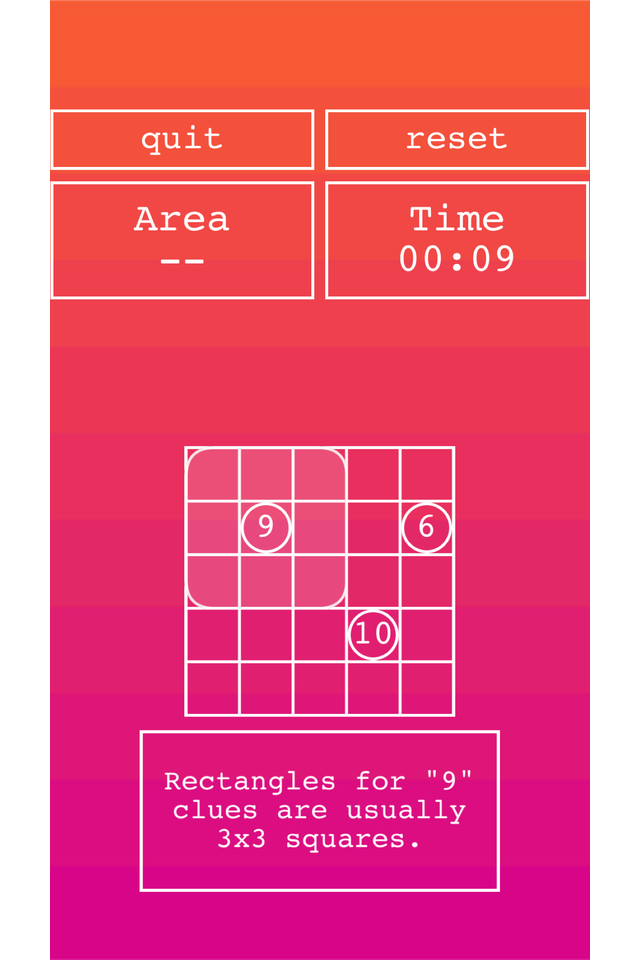 quit
reset
Area
--
Time
00:09
9
6
10
Rectangles for "9"
clues are usually
3x3 squares.